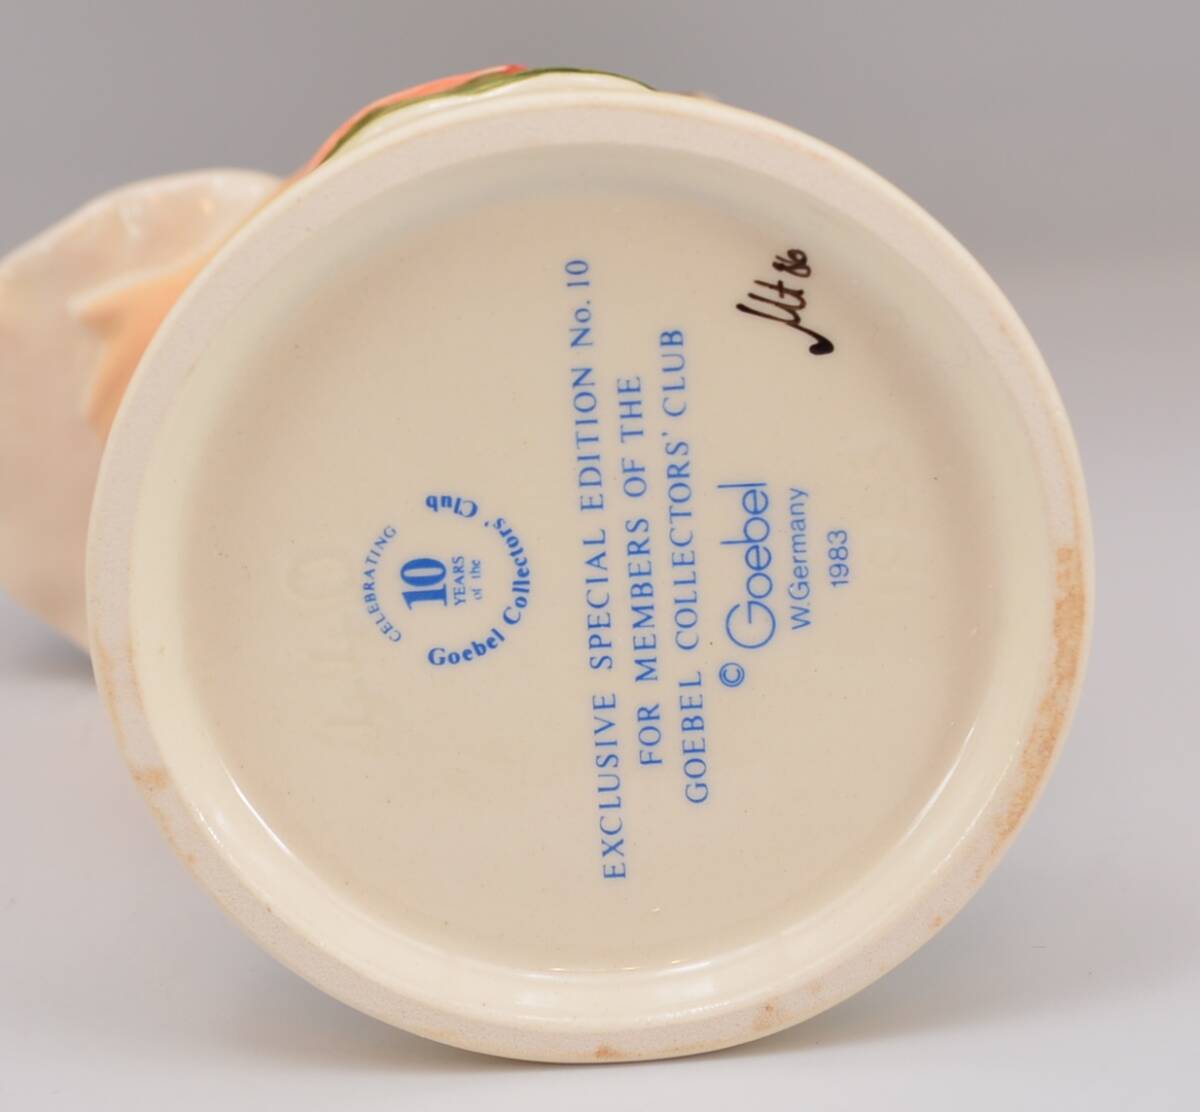 CELEBRATING
10
YEARS
of the
Goebel Collectors' Club
EXCLUSIVE SPECIAL EDITION No. 10
FOR MEMBERS OF THE
GOEBEL COLLECTORS' CLUB
© Goebel
W.Germany
1983
86